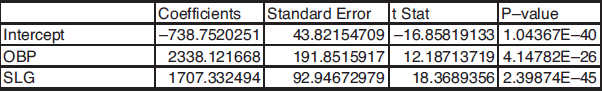 Coefficients Standard Error t Stat P–value
Intercept –738.7520251 43.82154709 –16.85819133 1.04367E–40
OBP 2338.121668 191.8515917 12.18713719 4.14782E–26
SLG 1707.332494 92.94672979 18.3689356 2.39874E–45